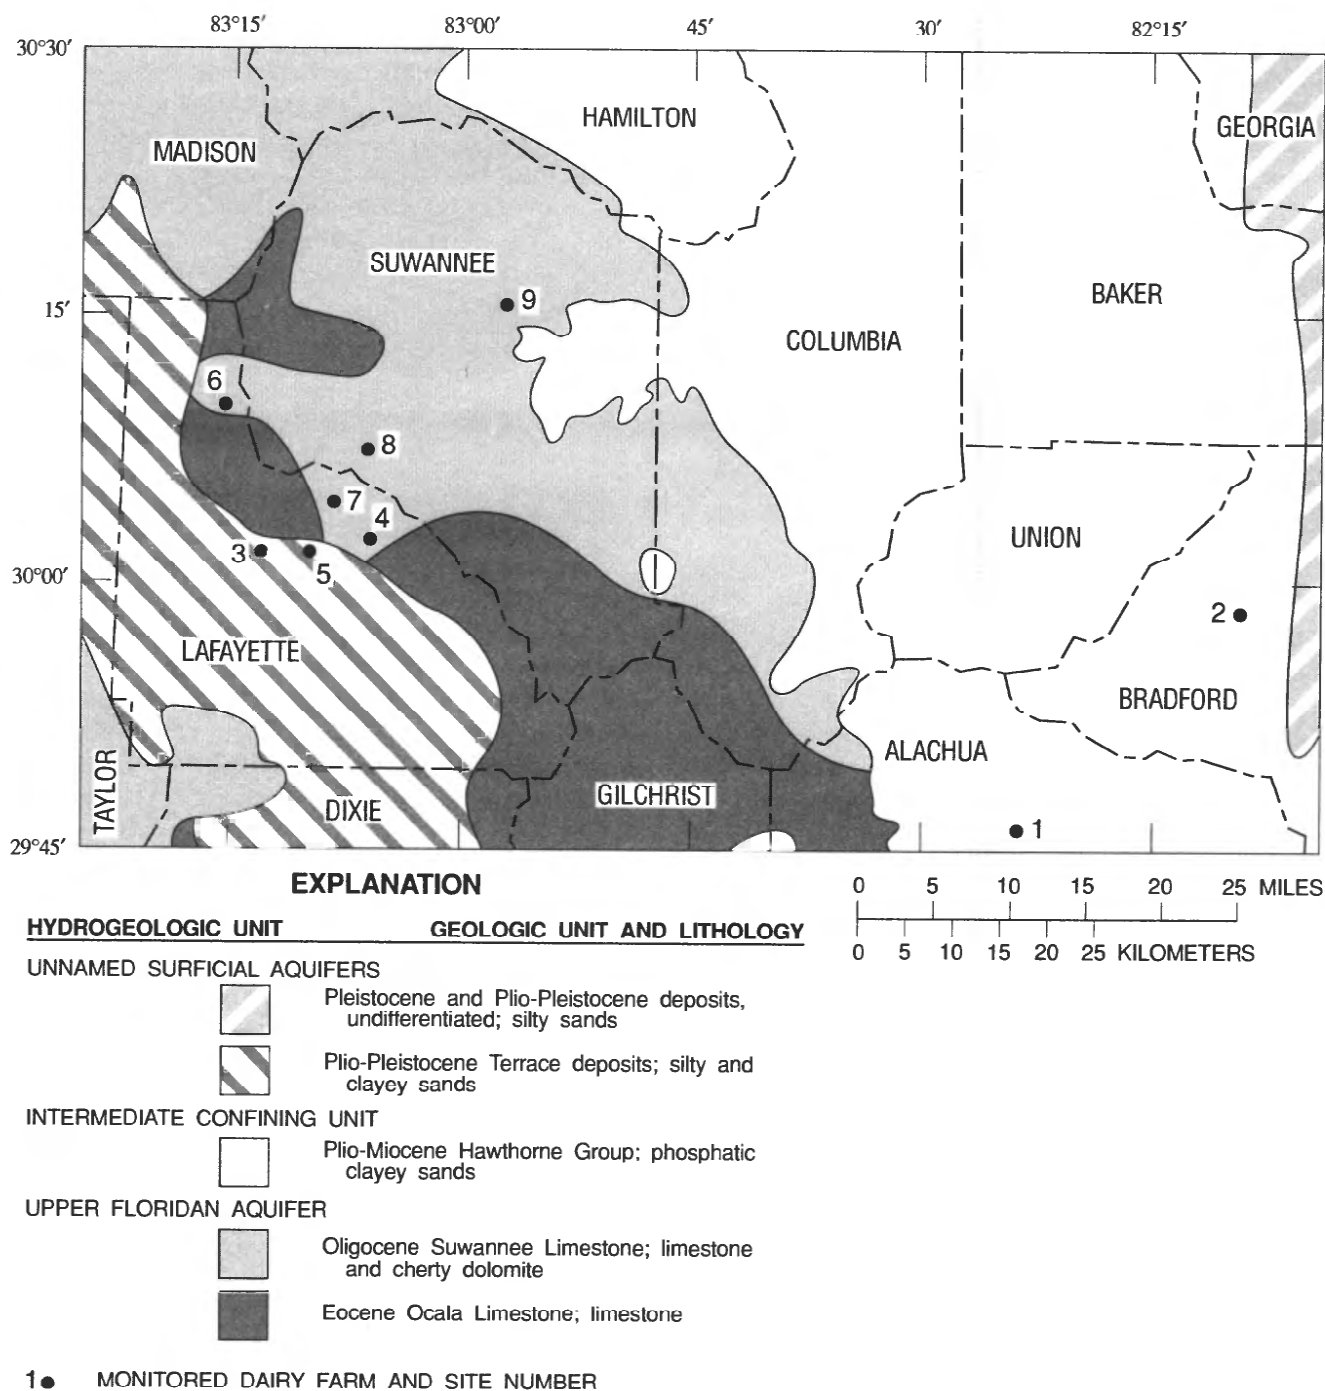 83°15′ 83°00′ 45′ 30′ 82°15′
30°30′
HAMILTON
GEORGIA
MADISON
SUWANNEE
9
BAKER
15′
COLUMBIA
6
8
7
4
UNION
3
5
30°00′
2
LAFAYETTE
BRADFORD
ALACHUA
TAYLOR
GILCHRIST
DIXIE
1
29°45′
EXPLANATION
0 5 10 15 20 25 MILES
0 5 10 15 20 25 KILOMETERS
HYDROGEOLOGIC UNIT GEOLOGIC UNIT AND LITHOLOGY
UNNAMED SURFICIAL AQUIFERS
Pleistocene and Plio-Pleistocene deposits,
undifferentiated; silty sands
Plio-Pleistocene Terrace deposits; silty and
clayey sands
INTERMEDIATE CONFINING UNIT
Plio-Miocene Hawthorne Group; phosphatic
clayey sands
UPPER FLORIDAN AQUIFER
Oligocene Suwannee Limestone; limestone
and cherty dolomite
Eocene Ocala Limestone; limestone
1● MONITORED DAIRY FARM AND SITE NUMBER